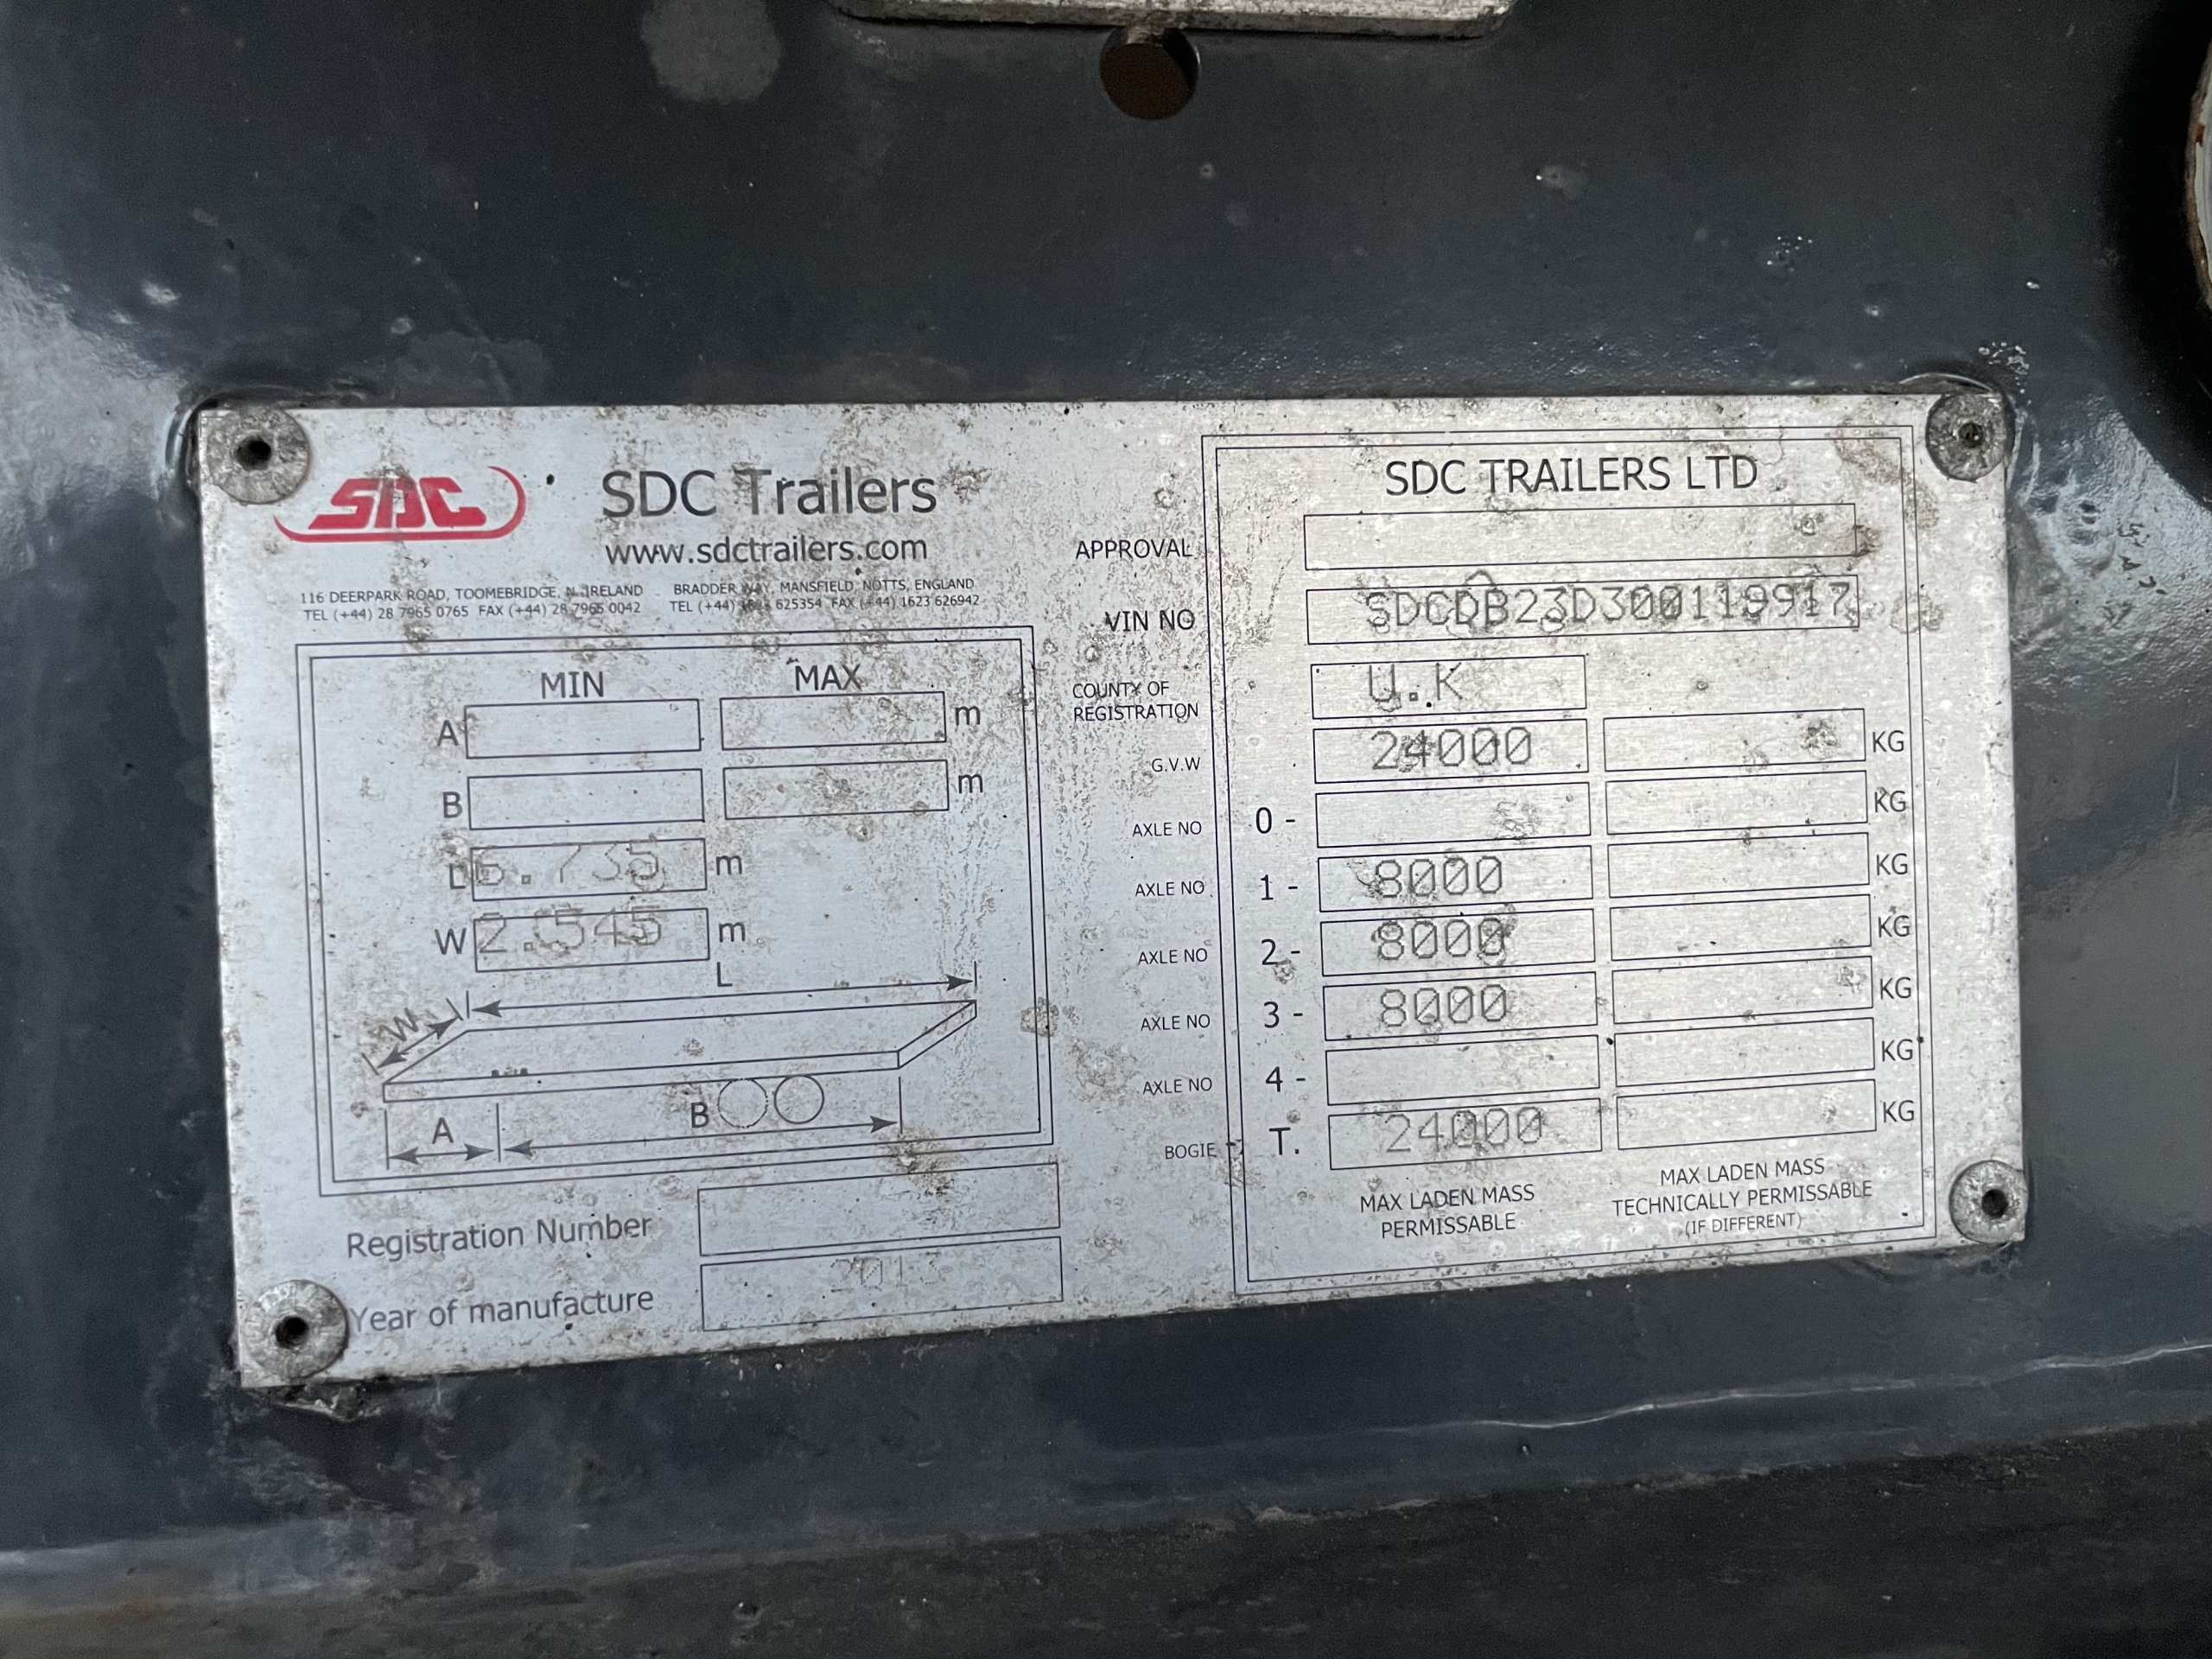 SDC
SDC Trailers
www.sdctrailers.com
116 DEERPARK ROAD, TOOMEBRIDGE, N. IRELAND
TEL (+44) 28 7965 0765 FAX (+44) 28 7965 0042
BRADDER WAY, MANSFIELD, NOTTS, ENGLAND
TEL (+44) 625354 FAX (+44) 1623 626942
MIN MAX
A m
B m
L 6.735 m
W 2.545 m
L
W
A
B
Registration Number
Year of manufacture
SDC TRAILERS LTD
APPROVAL
VIN NO SDCDB23D300119917
COUNTY OF
REGISTRATION U.K
G.V.W 24000 KG
AXLE NO 0 - KG
AXLE NO 1 - 8000 KG
AXLE NO 2 - 8000 KG
AXLE NO 3 - 8000 KG
AXLE NO 4 - KG
BOGIE - T. 24000 KG
MAX LADEN MASS
PERMISSABLE
MAX LADEN MASS
TECHNICALLY PERMISSABLE
(IF DIFFERENT)